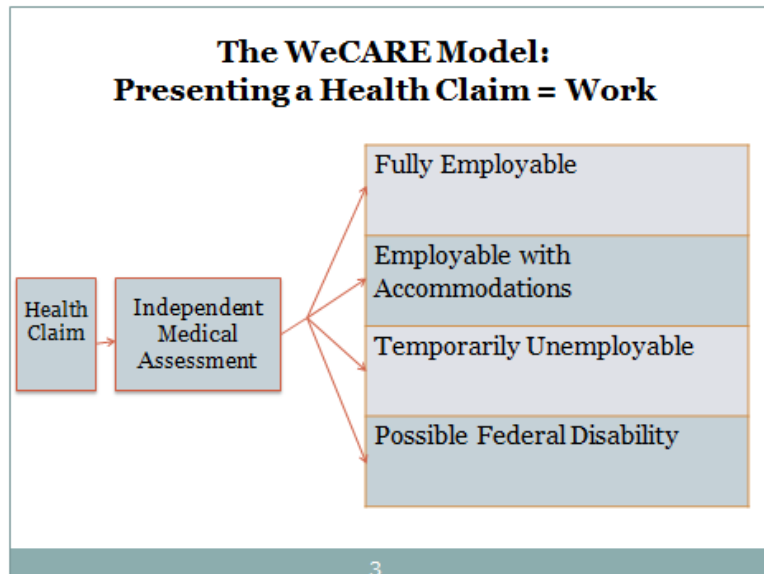 The WeCARE Model:
Presenting a Health Claim = Work
Health
Claim
Independent
Medical
Assessment
Fully Employable
Employable with
Accommodations
Temporarily Unemployable
Possible Federal Disability
3